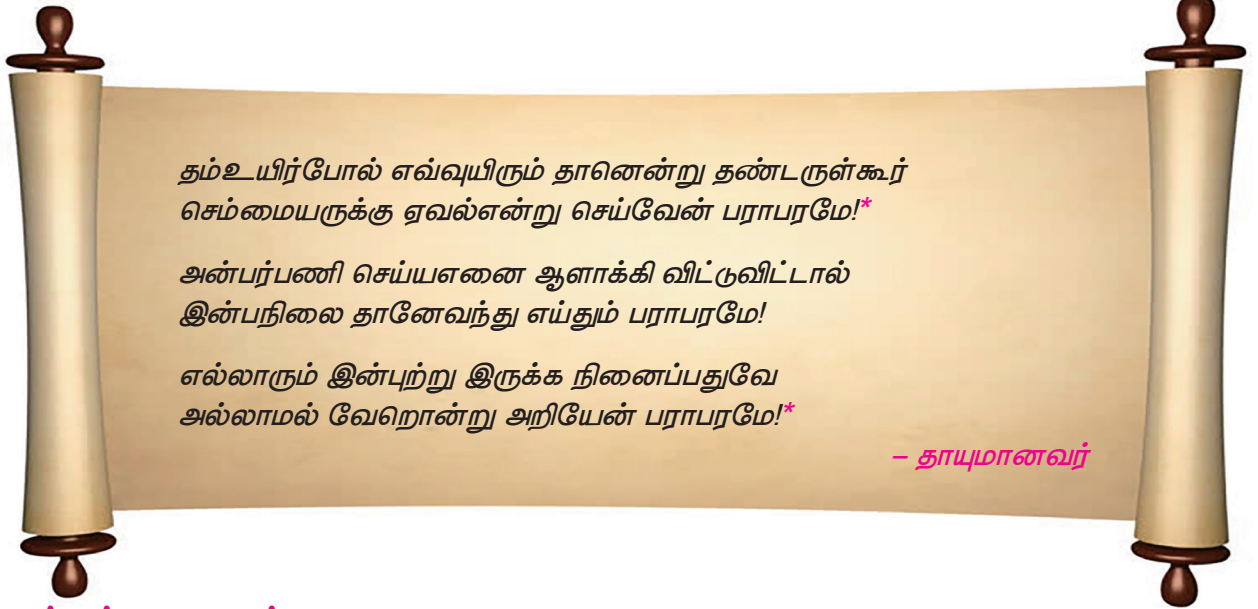 தம்உயிர்போல் எவ்வுயிரும் தானென்று தண்டருள்கூர்
செம்மையருக்கு ஏவல்என்று செய்வேன் பராபரமே!*
அன்பர்பணி செய்யஎனை ஆளாக்கி விட்டுவிட்டால்
இன்பநிலை தானேவந்து எய்தும் பராபரமே!
எல்லாரும் இன்புற்று இருக்க நினைப்பதுவே
அல்லாமல் வேறொன்று அறியேன் பராபரமே!*
– தாயுமானவர்